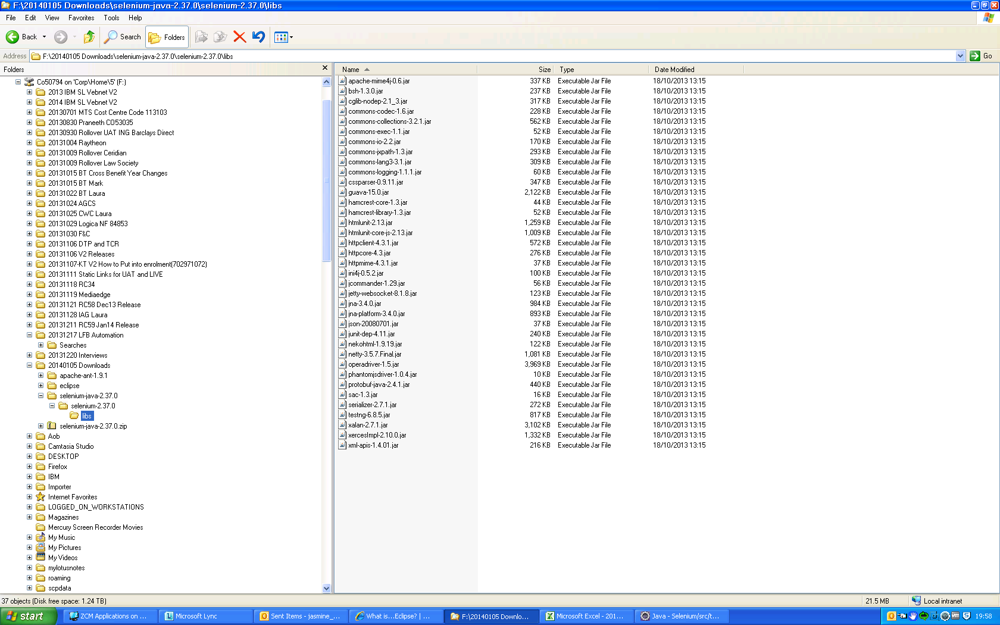 F:\20140105 Downloads\selenium-java-2.37.0\selenium-2.37.0\libs
File Edit View Favorites Tools Help
Back Search Folders
Address F:\20140105 Downloads\selenium-java-2.37.0\selenium-2.37.0\libs Go
Folders
Co50794 on 'Corp\Home\5' (F:)
2013 IBM SL Vebnet V2
2014 IBM SL Vebnet V2
20130701 MTS Cost Centre Code 113103
20130830 Praneeth CO53035
20130930 Rollover UAT ING Barclays Direct
20131004 Raytheon
20131009 Rollover Ceridian
20131009 Rollover Law Society
20131015 BT Cross Benefit Year Changes
20131015 BT Mark
20131022 BT Laura
20131024 AGCS
20131025 CWC Laura
20131029 Logica NF 84853
20131030 F&C
20131106 DTP and TCR
20131106 V2 Releases
20131107-KT V2 How to Put into enrolment(702971072)
20131111 Static Links for UAT and LIVE
20131118 RC34
20131119 Mediaedge
20131121 RC58 Dec13 Release
20131128 IAG Laura
20131211 RC59 Jan14 Release
20131217 LFB Automation
Searches
20131220 Interviews
20140105 Downloads
apache-ant-1.9.1
eclipse
selenium-java-2.37.0
selenium-2.37.0
libs
selenium-java-2.37.0.zip
Aob
Camtasia Studio
DESKTOP
Firefox
IBM
Importer
Internet Favorites
LOGGED_ON_WORKSTATIONS
Magazines
Mercury Screen Recorder Movies
My Music
My Pictures
My Videos
mylotusnotes
roaming
scpdata
Name Size Type Date Modified
apache-mime4j-0.6.jar 337 KB Executable Jar File 18/10/2013 13:15
bsh-1.3.0.jar 237 KB Executable Jar File 18/10/2013 13:15
cglib-nodep-2.1_3.jar 317 KB Executable Jar File 18/10/2013 13:15
commons-codec-1.6.jar 228 KB Executable Jar File 18/10/2013 13:15
commons-collections-3.2.1.jar 562 KB Executable Jar File 18/10/2013 13:15
commons-exec-1.1.jar 52 KB Executable Jar File 18/10/2013 13:15
commons-io-2.2.jar 170 KB Executable Jar File 18/10/2013 13:15
commons-jxpath-1.3.jar 293 KB Executable Jar File 18/10/2013 13:15
commons-lang3-3.1.jar 309 KB Executable Jar File 18/10/2013 13:15
commons-logging-1.1.1.jar 60 KB Executable Jar File 18/10/2013 13:15
cssparser-0.9.11.jar 347 KB Executable Jar File 18/10/2013 13:15
guava-15.0.jar 2,122 KB Executable Jar File 18/10/2013 13:15
hamcrest-core-1.3.jar 44 KB Executable Jar File 18/10/2013 13:15
hamcrest-library-1.3.jar 52 KB Executable Jar File 18/10/2013 13:15
htmlunit-2.13.jar 1,259 KB Executable Jar File 18/10/2013 13:15
htmlunit-core-js-2.13.jar 1,009 KB Executable Jar File 18/10/2013 13:15
httpclient-4.3.1.jar 572 KB Executable Jar File 18/10/2013 13:15
httpcore-4.3.jar 276 KB Executable Jar File 18/10/2013 13:15
httpmime-4.3.1.jar 37 KB Executable Jar File 18/10/2013 13:15
ini4j-0.5.2.jar 100 KB Executable Jar File 18/10/2013 13:15
jcommander-1.29.jar 56 KB Executable Jar File 18/10/2013 13:15
jetty-websocket-8.1.8.jar 123 KB Executable Jar File 18/10/2013 13:15
jna-3.4.0.jar 984 KB Executable Jar File 18/10/2013 13:15
jna-platform-3.4.0.jar 893 KB Executable Jar File 18/10/2013 13:15
json-20080701.jar 37 KB Executable Jar File 18/10/2013 13:15
junit-dep-4.11.jar 240 KB Executable Jar File 18/10/2013 13:15
nekohtml-1.9.19.jar 122 KB Executable Jar File 18/10/2013 13:15
netty-3.5.7.Final.jar 1,081 KB Executable Jar File 18/10/2013 13:15
operadriver-1.5.jar 3,969 KB Executable Jar File 18/10/2013 13:15
phantomjsdriver-1.0.4.jar 10 KB Executable Jar File 18/10/2013 13:15
protobuf-java-2.4.1.jar 440 KB Executable Jar File 18/10/2013 13:15
sac-1.3.jar 16 KB Executable Jar File 18/10/2013 13:15
serializer-2.7.1.jar 272 KB Executable Jar File 18/10/2013 13:15
testng-6.8.5.jar 817 KB Executable Jar File 18/10/2013 13:15
xalan-2.7.1.jar 3,102 KB Executable Jar File 18/10/2013 13:15
xercesImpl-2.10.0.jar 1,332 KB Executable Jar File 18/10/2013 13:15
xml-apis-1.4.01.jar 216 KB Executable Jar File 18/10/2013 13:15
37 objects (Disk free space: 1.24 TB) 21.5 MB Local intranet
start ZCM Applications on ... Microsoft Lync Sent Items - jasmine_... What is...Eclipse? | ... F:\20140105 Downlo... Microsoft Excel - 201... Java - Selenium/src/t... 19:58